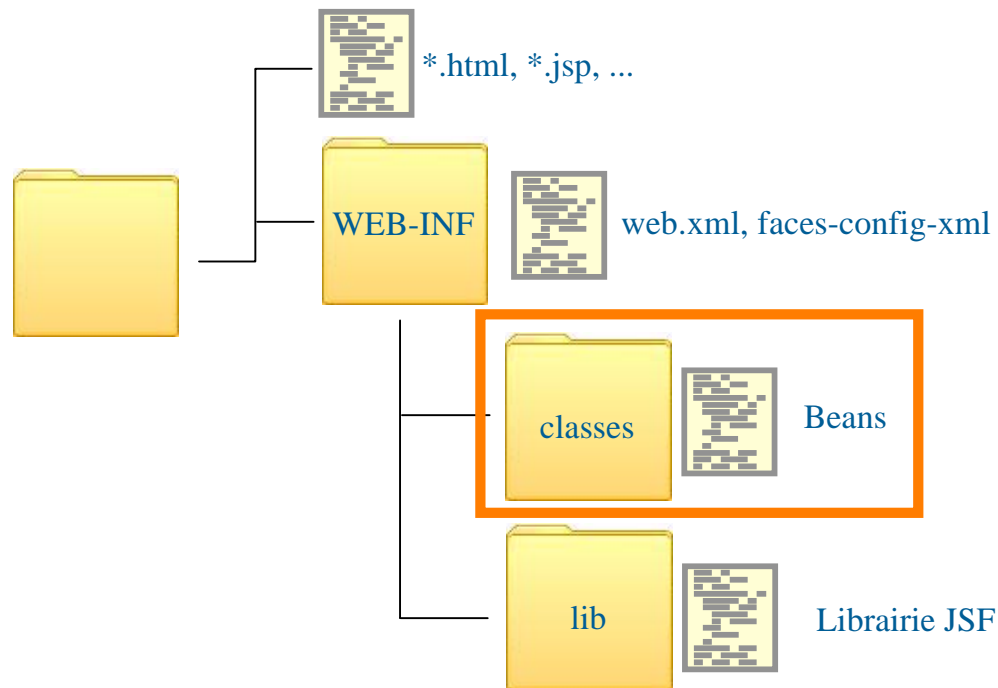 *.html, *.jsp, ...
WEB-INF
web.xml, faces-config-xml
classes
Beans
lib
Librairie JSF